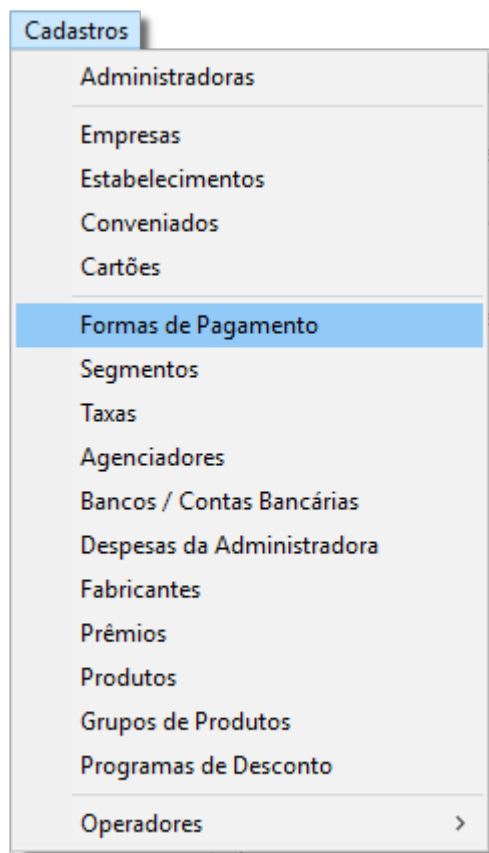 Cadastros
Administradoras
Empresas
Estabelecimentos
Conveniados
Cartões
Formas de Pagamento
Segmentos
Taxas
Agenciadores
Bancos / Contas Bancárias
Despesas da Administradora
Fabricantes
Prêmios
Produtos
Grupos de Produtos
Programas de Desconto
Operadores